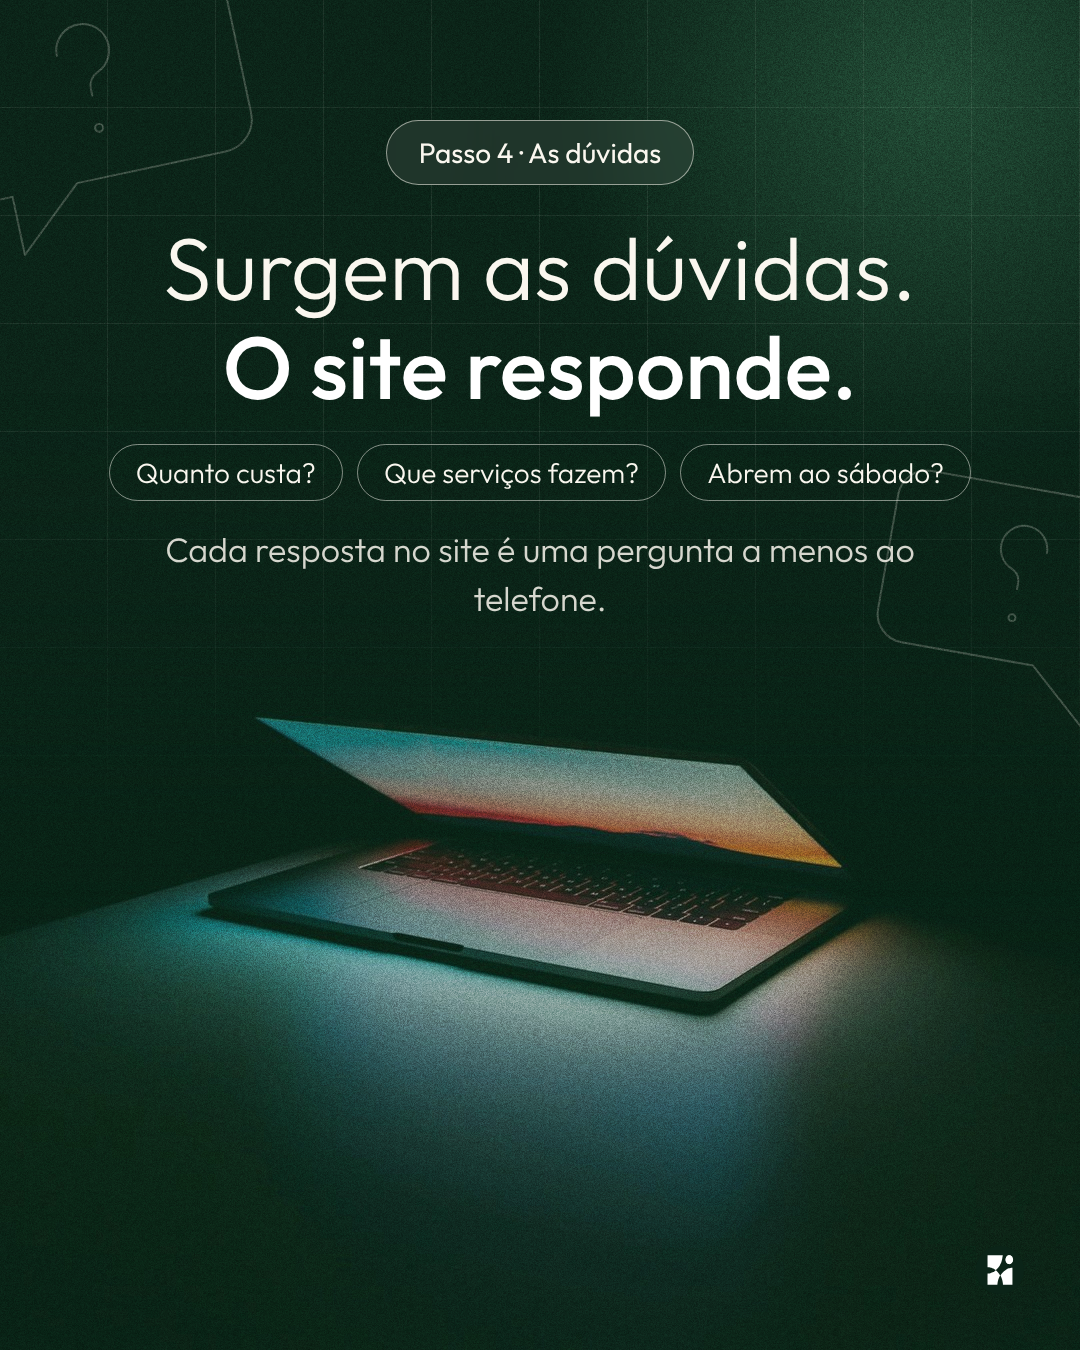 ?
Passo 4 · As dúvidas
Surgem as dúvidas.
O site responde.
Quanto custa?
Que serviços fazem?
Abrem ao sábado?
Cada resposta no site é uma pergunta a menos ao
telefone.
?